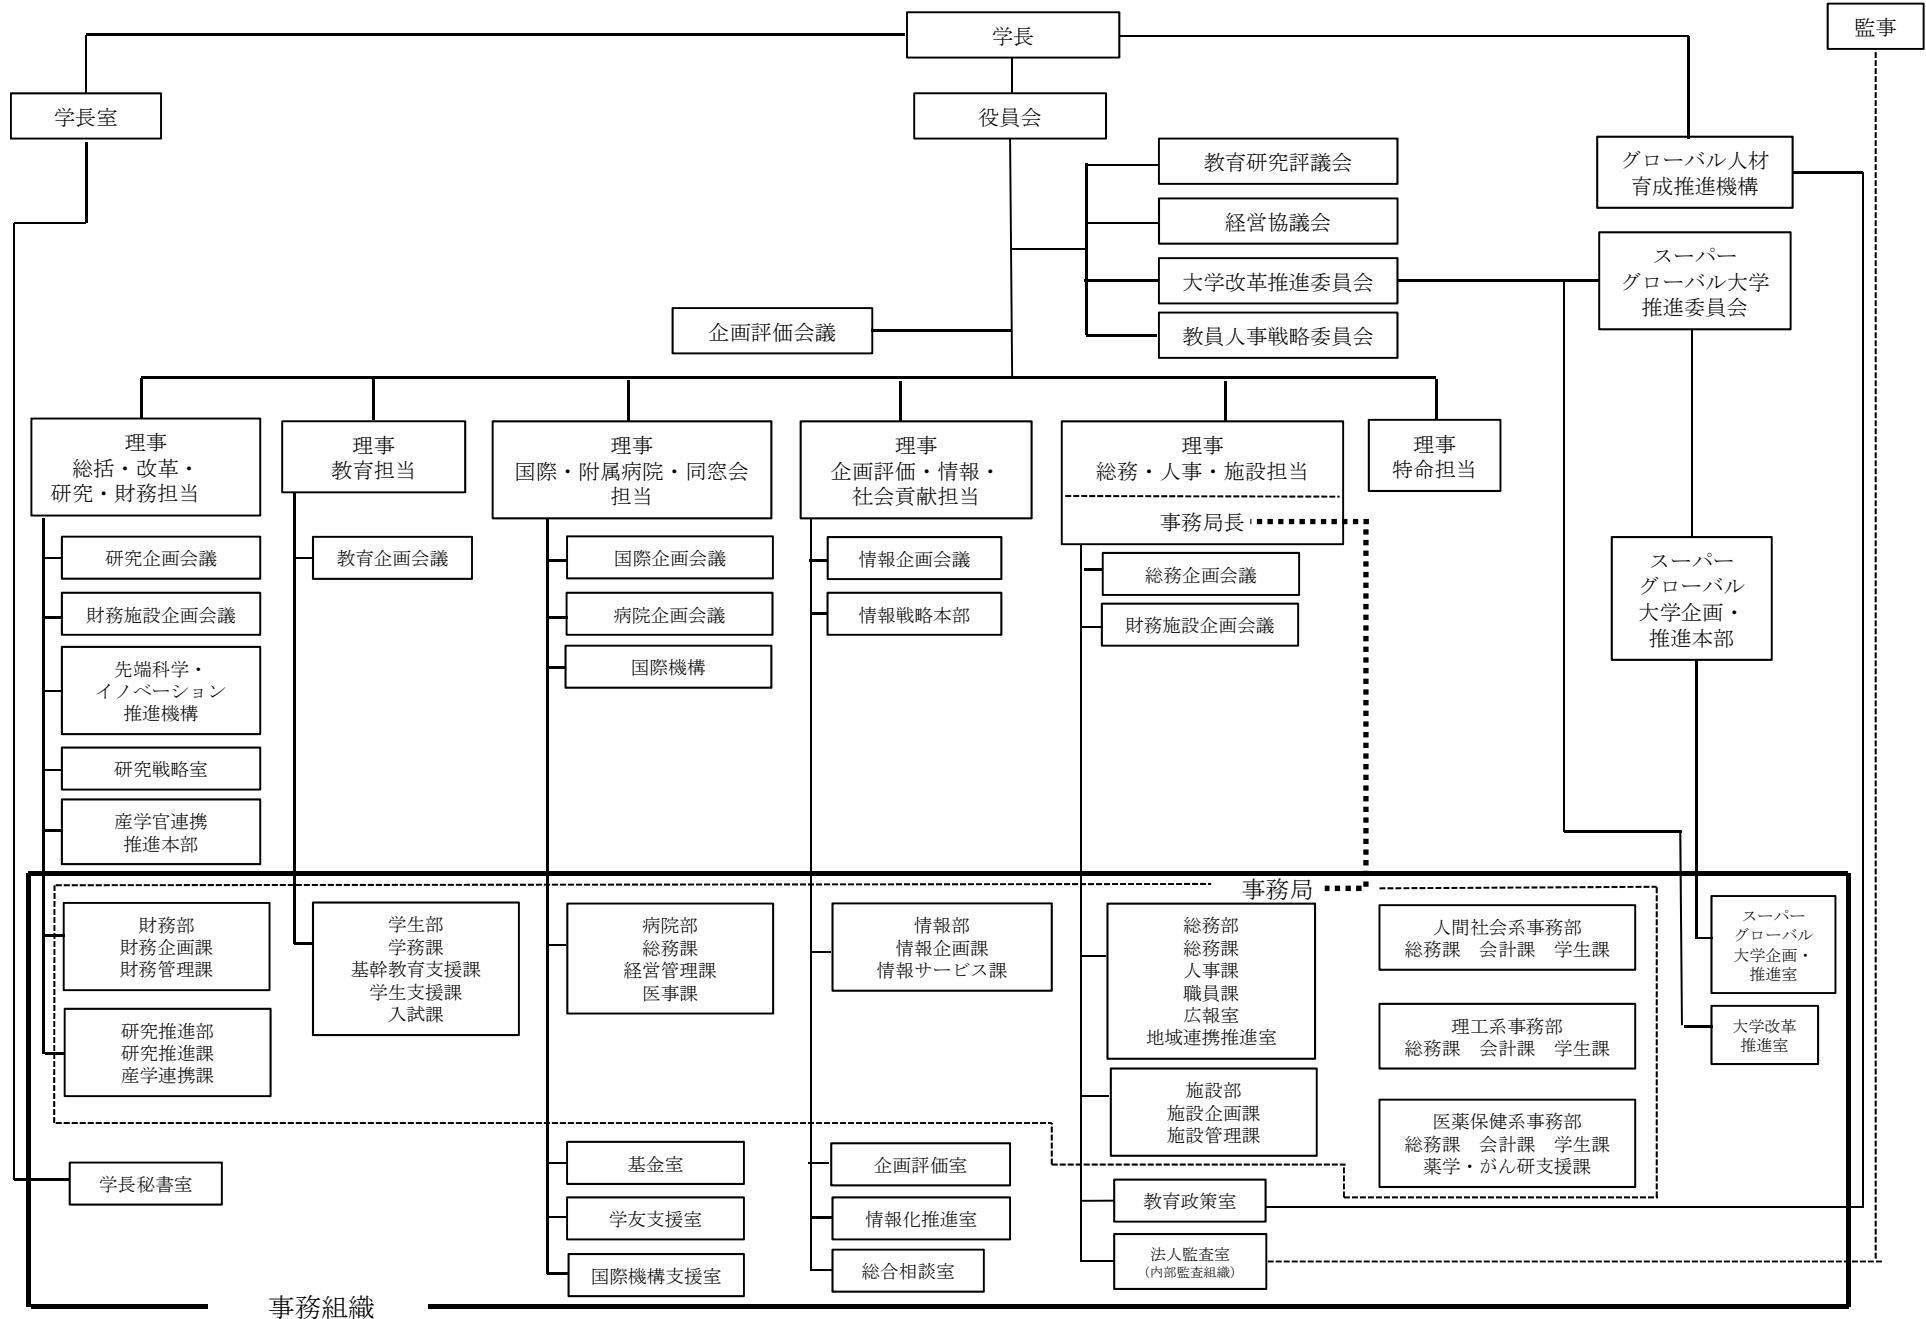 学長
監事
学長室
役員会
教育研究評議会
経営協議会
大学改革推進委員会
教員人事戦略委員会
企画評価会議
グローバル人材
育成推進機構
スーパー
グローバル大学
推進委員会
理事
総括・改革・
研究・財務担当
理事
教育担当
理事
国際・附属病院・同窓会
担当
理事
企画評価・情報・
社会貢献担当
理事
総務・人事・施設担当
事務局長
理事
特命担当
研究企画会議
財務施設企画会議
先端科学・
イノベーション
推進機構
研究戦略室
産学官連携
推進本部
教育企画会議
国際企画会議
病院企画会議
国際機構
情報企画会議
情報戦略本部
総務企画会議
財務施設企画会議
スーパー
グローバル
大学企画・
推進本部
事務局
財務部
財務企画課
財務管理課
研究推進部
研究推進課
産学連携課
学生部
学務課
基幹教育支援課
学生支援課
入試課
病院部
総務課
経営管理課
医事課
情報部
情報企画課
情報サービス課
総務部
総務課
人事課
職員課
広報室
地域連携推進室
施設部
施設企画課
施設管理課
人間社会系事務部
総務課 会計課 学生課
理工系事務部
総務課 会計課 学生課
医薬保健系事務部
総務課 会計課 学生課
薬学・がん研支援課
スーパー
グローバル
大学企画・
推進室
大学改革
推進室
学長秘書室
基金室
学友支援室
国際機構支援室
企画評価室
情報化推進室
総合相談室
教育政策室
法人監査室
(内部監査組織)
事務組織